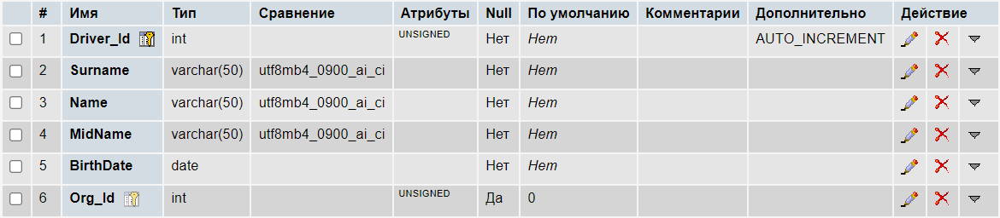 # Имя Тип Сравнение Атрибуты Null По умолчанию Комментарии Дополнительно Действие
1 Driver_Id int UNSIGNED Нет Нет AUTO_INCREMENT
2 Surname varchar(50) utf8mb4_0900_ai_ci Нет Нет
3 Name varchar(50) utf8mb4_0900_ai_ci Нет Нет
4 MidName varchar(50) utf8mb4_0900_ai_ci Нет Нет
5 BirthDate date Нет Нет
6 Org_Id int UNSIGNED Да 0